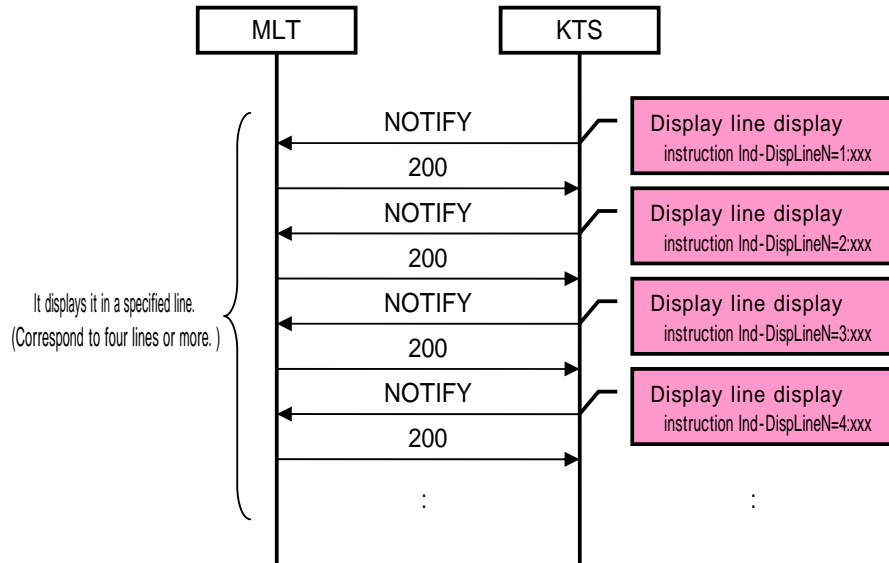 MLT
KTS
NOTIFY
Display line display
instruction Ind-DispLineN=1:xxx
200
NOTIFY
Display line display
instruction Ind-DispLineN=2:xxx
200
It displays it in a specified line.
(Correspond to four lines or more. )
NOTIFY
Display line display
instruction Ind-DispLineN=3:xxx
200
NOTIFY
Display line display
instruction Ind-DispLineN=4:xxx
200
:
: